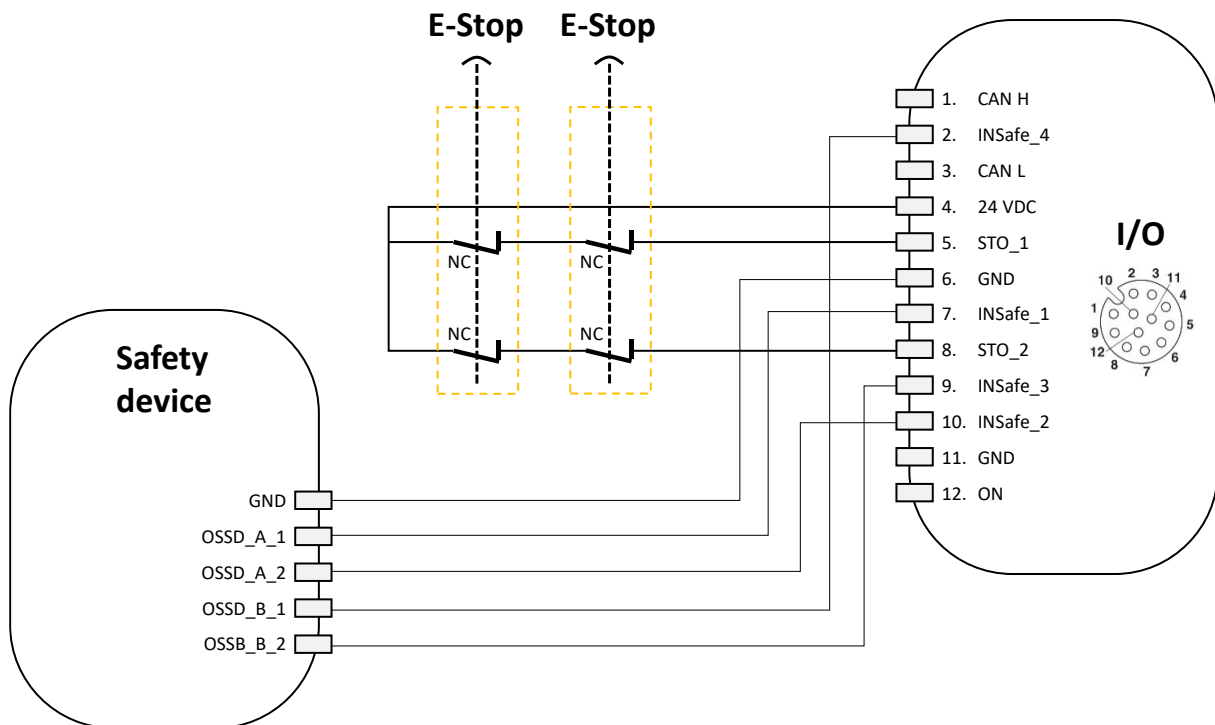 E-Stop E-Stop
1. CAN H
2. INSafe_4
3. CAN L
4. 24 VDC
5. STO_1
6. GND
7. INSafe_1
8. STO_2
9. INSafe_3
10. INSafe_2
11. GND
12. ON
NC NC
NC NC
I/O
10 2 3 11
1 4
9 5
12 6
8 7
Safety
device
GND
OSSD_A_1
OSSD_A_2
OSSD_B_1
OSSB_B_2